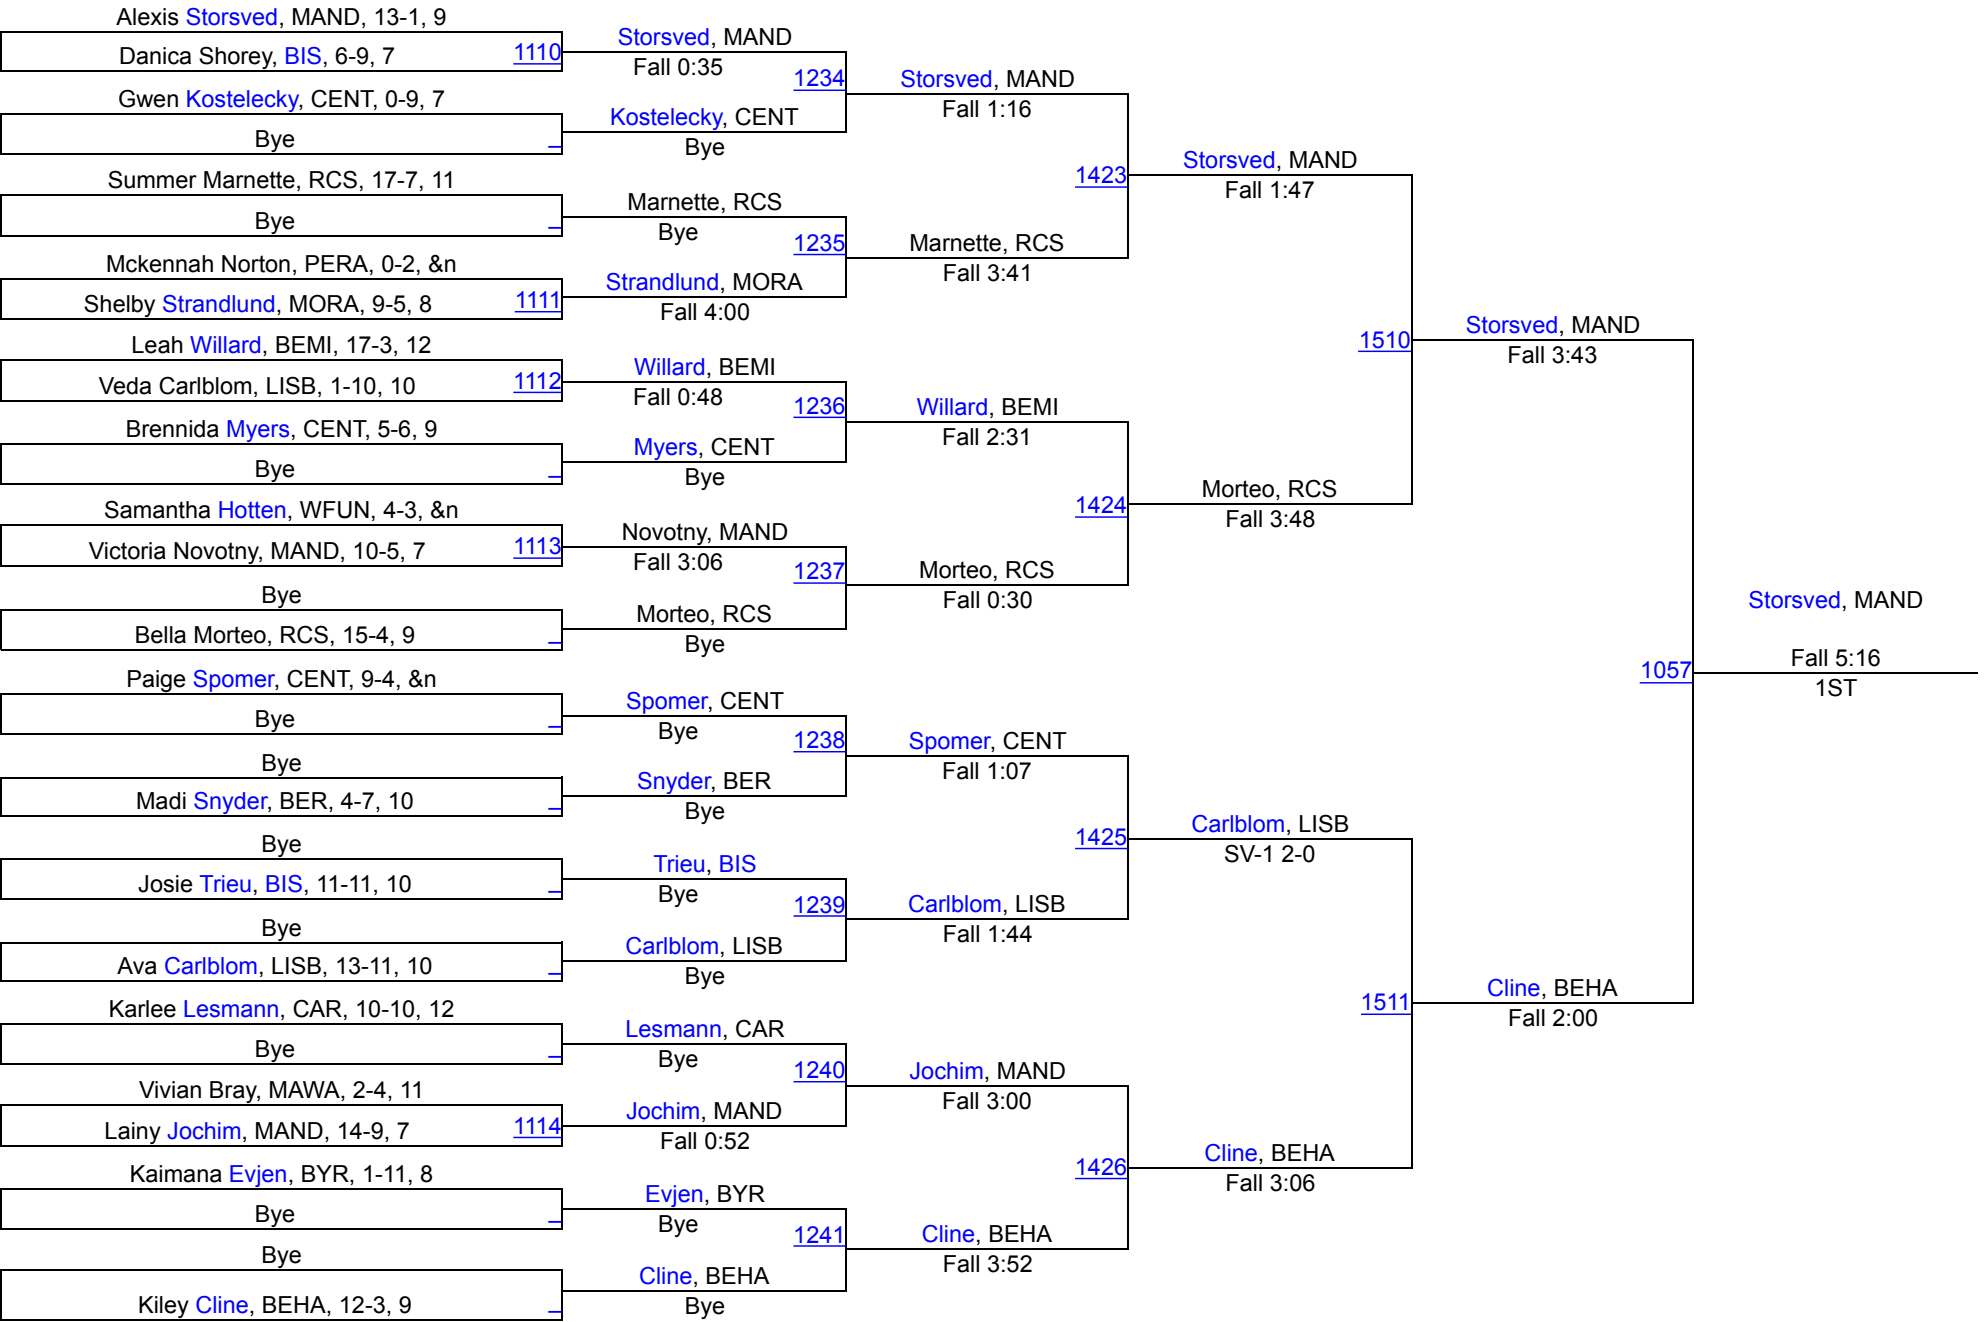 Alexis Storsved, MAND, 13-1, 9
Danica Shorey, BIS, 6-9, 7
1110
Gwen Kostelecky, CENT, 0-9, 7
Bye
Summer Marnette, RCS, 17-7, 11
Bye
Mckennah Norton, PERA, 0-2, &n
Shelby Strandlund, MORA, 9-5, 8
1111
Leah Willard, BEMI, 17-3, 12
Veda Carlblom, LISB, 1-10, 10
1112
Brennida Myers, CENT, 5-6, 9
Bye
Samantha Hotten, WFUN, 4-3, &n
Victoria Novotny, MAND, 10-5, 7
1113
Bye
Bella Morteo, RCS, 15-4, 9
Paige Spomer, CENT, 9-4, &n
Bye
Bye
Madi Snyder, BER, 4-7, 10
Bye
Josie Trieu, BIS, 11-11, 10
Bye
Ava Carlblom, LISB, 13-11, 10
Karlee Lesmann, CAR, 10-10, 12
Bye
Vivian Bray, MAWA, 2-4, 11
Lainy Jochim, MAND, 14-9, 7
1114
Kaimana Evjen, BYR, 1-11, 8
Bye
Bye
Kiley Cline, BEHA, 12-3, 9
Storsved, MAND
Fall 0:35
1234
Kostelecky, CENT
Bye
Marnette, RCS
Bye
1235
Strandlund, MORA
Fall 4:00
Willard, BEMI
Fall 0:48
1236
Myers, CENT
Bye
Novotny, MAND
Fall 3:06
1237
Morteo, RCS
Bye
Spomer, CENT
Bye
1238
Snyder, BER
Bye
Trieu, BIS
Bye
1239
Carlblom, LISB
Bye
Lesmann, CAR
Bye
1240
Jochim, MAND
Fall 0:52
Evjen, BYR
Bye
1241
Cline, BEHA
Bye
Storsved, MAND
Fall 1:16
1423
Marnette, RCS
Fall 3:41
Willard, BEMI
Fall 2:31
1424
Morteo, RCS
Fall 0:30
Spomer, CENT
Fall 1:07
1425
Carlblom, LISB
Fall 1:44
Jochim, MAND
Fall 3:00
1426
Cline, BEHA
Fall 3:52
Storsved, MAND
Fall 1:47
1510
Morteo, RCS
Fall 3:48
Carlblom, LISB
SV-1 2-0
1511
Cline, BEHA
Fall 3:06
Storsved, MAND
Fall 3:43
1057
Cline, BEHA
Fall 2:00
Storsved, MAND
Fall 5:16
1ST